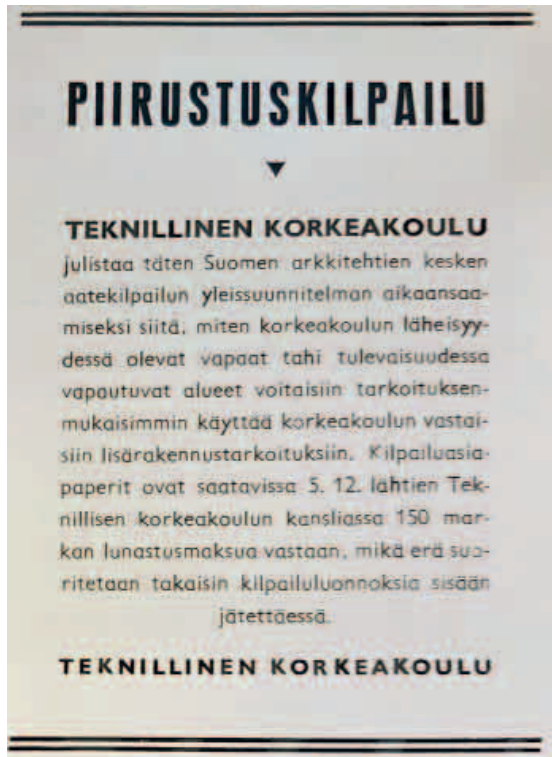 PIIRUSTUSKILPAILU
TEKNILLINEN KORKEAKOULU
julistaa täten Suomen arkkitehtien kesken
aatekilpailun yleissuunnitelman aikaansaa-
miseksi siitä, miten korkeakoulun läheisyy-
dessä olevat vapaat tahi tulevaisuudessa
vapautuvat alueet voitaisiin tarkoituksen-
mukaisimmin käyttää korkeakoulun vastai-
siin lisärakennustarkoituksiin. Kilpailuasia-
paperit ovat saatavissa 5. 12. lähtien Tek-
nillisen korkeakoulun kansliassa 150 mar-
kan lunastusmaksua vastaan, mikä erä suo-
ritetaan takaisin kilpailuluonnoksia sisään
jätettäessä.
TEKNILLINEN KORKEAKOULU